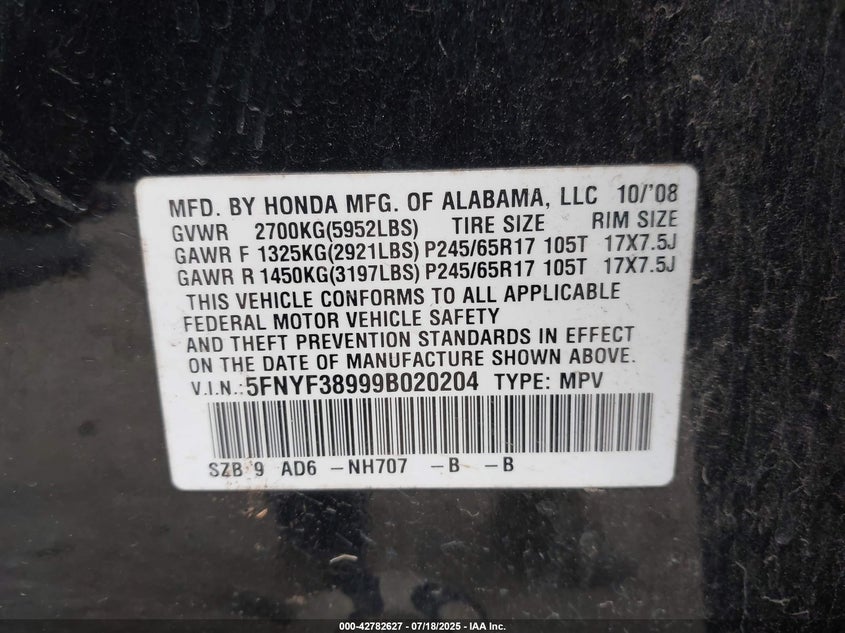 MFD. BY HONDA MFG. OF ALABAMA, LLC 10/'08
GVWR 2700KG(5952LBS) TIRE SIZE RIM SIZE
GAWR F 1325KG(2921LBS) P245/65R17 105T 17X7.5J
GAWR R 1450KG(3197LBS) P245/65R17 105T 17X7.5J
THIS VEHICLE CONFORMS TO ALL APPLICABLE
FEDERAL MOTOR VEHICLE SAFETY
AND THEFT PREVENTION STANDARDS IN EFFECT
ON THE DATE OF MANUFACTURE SHOWN ABOVE.
V.I.N.:5FNYF38999B020204 TYPE: MPV
SZB 9 AD6 -NH707 -B -B
000-42782627 - 07/18/2025 - IAA Inc.